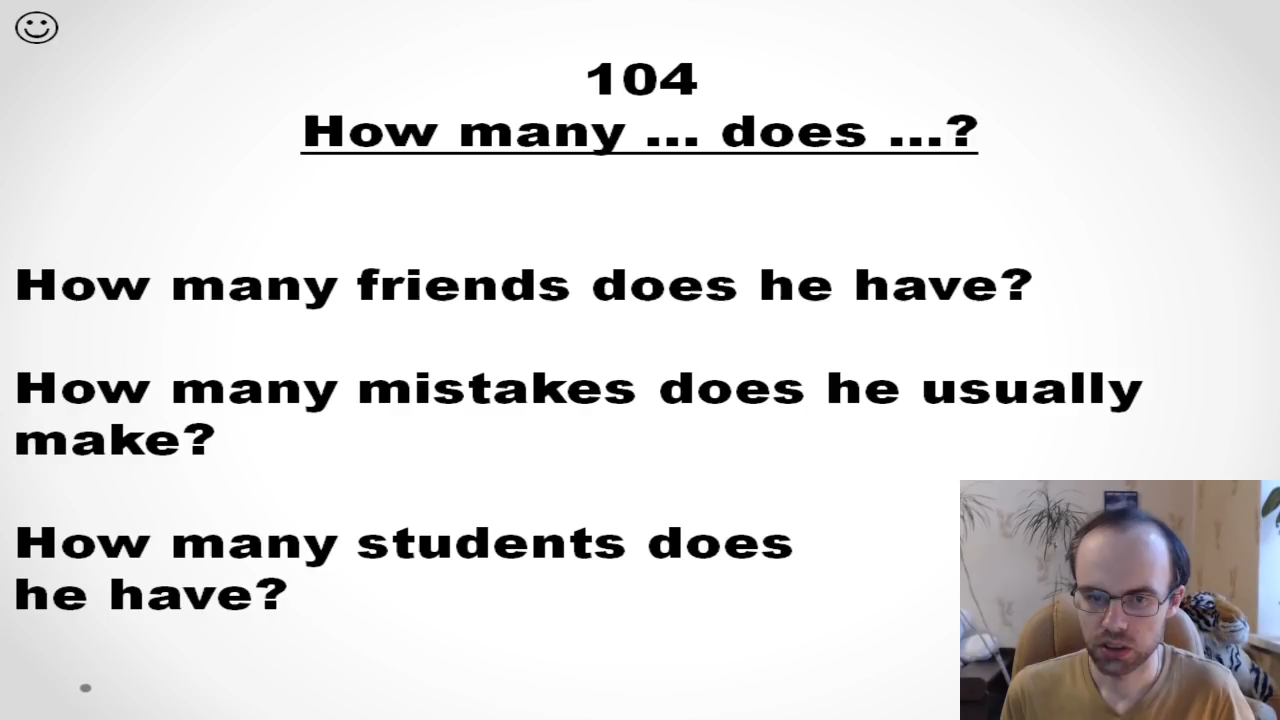 104
How many ... does ...?
How many friends does he have?
How many mistakes does he usually
make?
How many students does
he have?